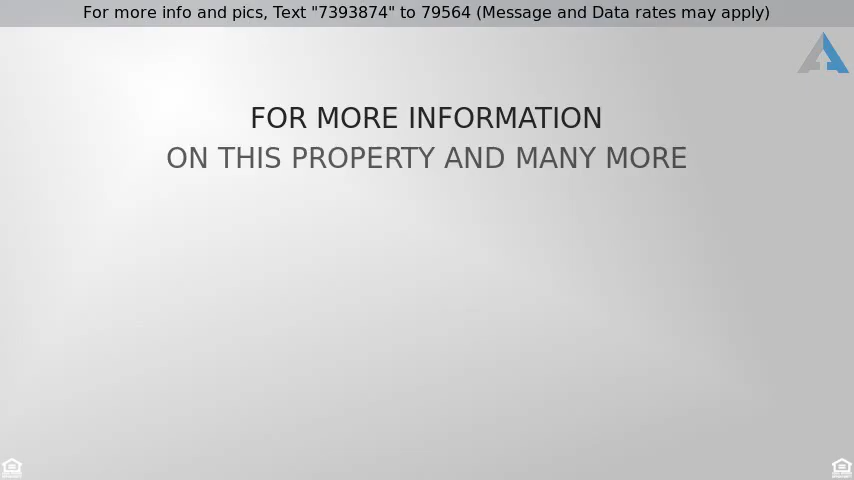 For more info and pics, Text "7393874" to 79564 (Message and Data rates may apply)
FOR MORE INFORMATION
ON THIS PROPERTY AND MANY MORE